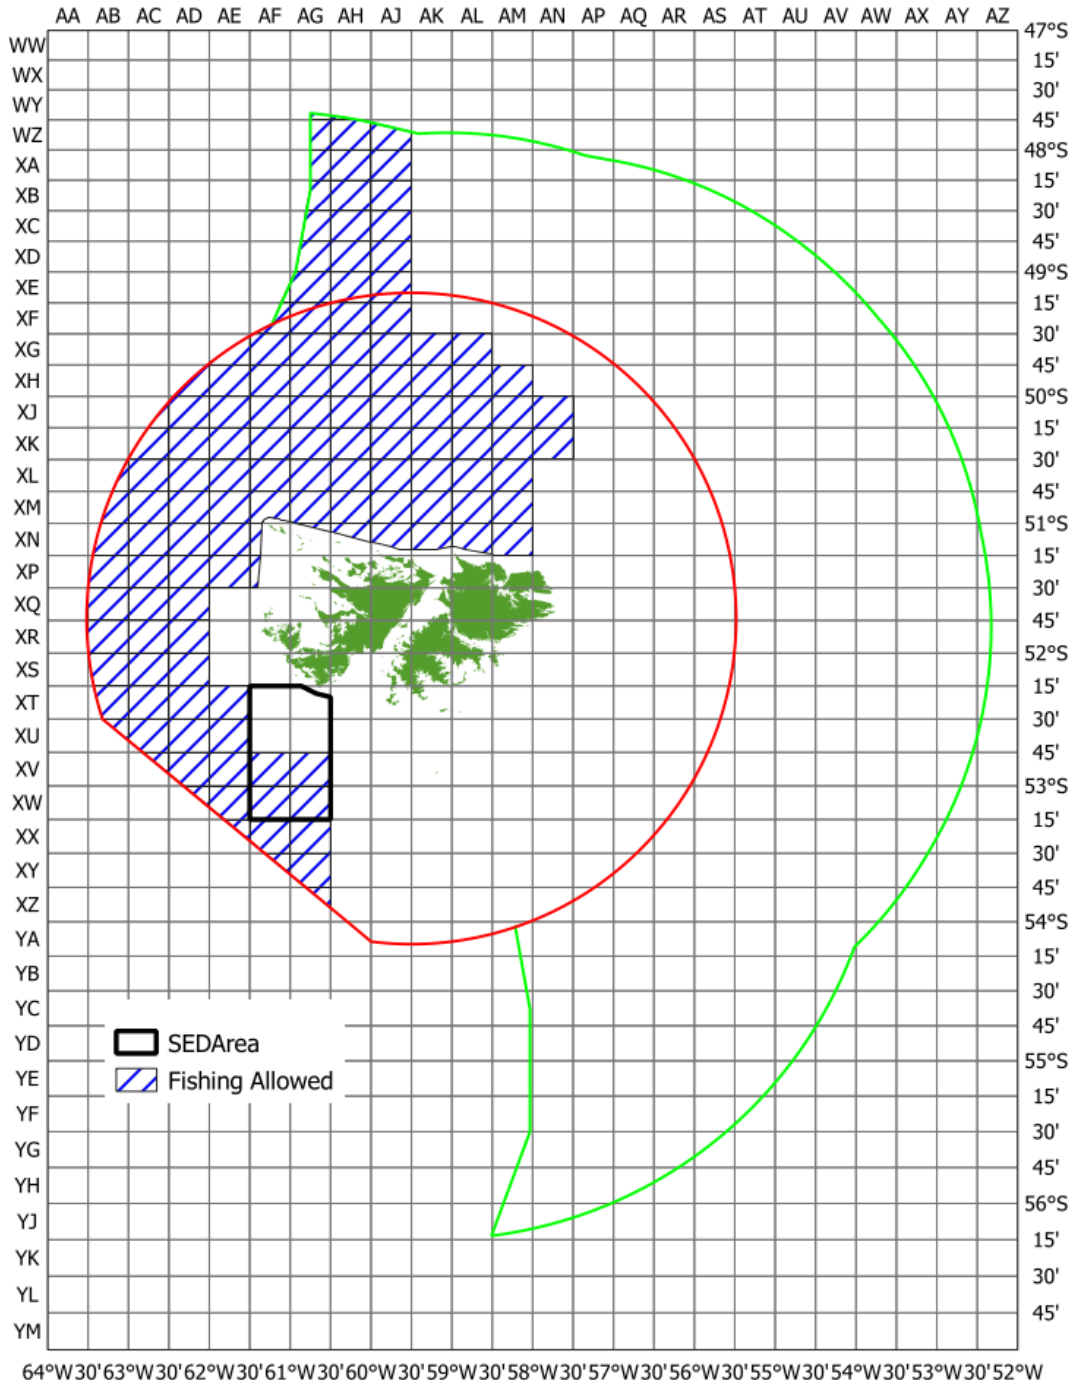 AA AB AC AD AE AF AG AH AJ AK AL AM AN AP AQ AR AS AT AU AV AW AX AY AZ
47°S
WW
15'
WX
30'
WY
45'
WZ
48°S
XA
15'
XB
30'
XC
45'
XD
49°S
XE
15'
XF
30'
XG
45'
XH
50°S
XJ
15'
XK
30'
XL
45'
XM
51°S
XN
15'
XP
30'
XQ
45'
XR
52°S
XS
15'
XT
30'
XU
45'
XV
53°S
XW
15'
XX
30'
XY
45'
XZ
54°S
YA
15'
YB
30'
YC
45'
YD
55°S
YE
15'
YF
30'
YG
45'
YH
56°S
YJ
15'
YK
30'
YL
45'
YM
SEDArea
Fishing Allowed
64°W30'63°W30'62°W30'61°W30'60°W30'59°W30'58°W30'57°W30'56°W30'55°W30'54°W30'53°W30'52°W